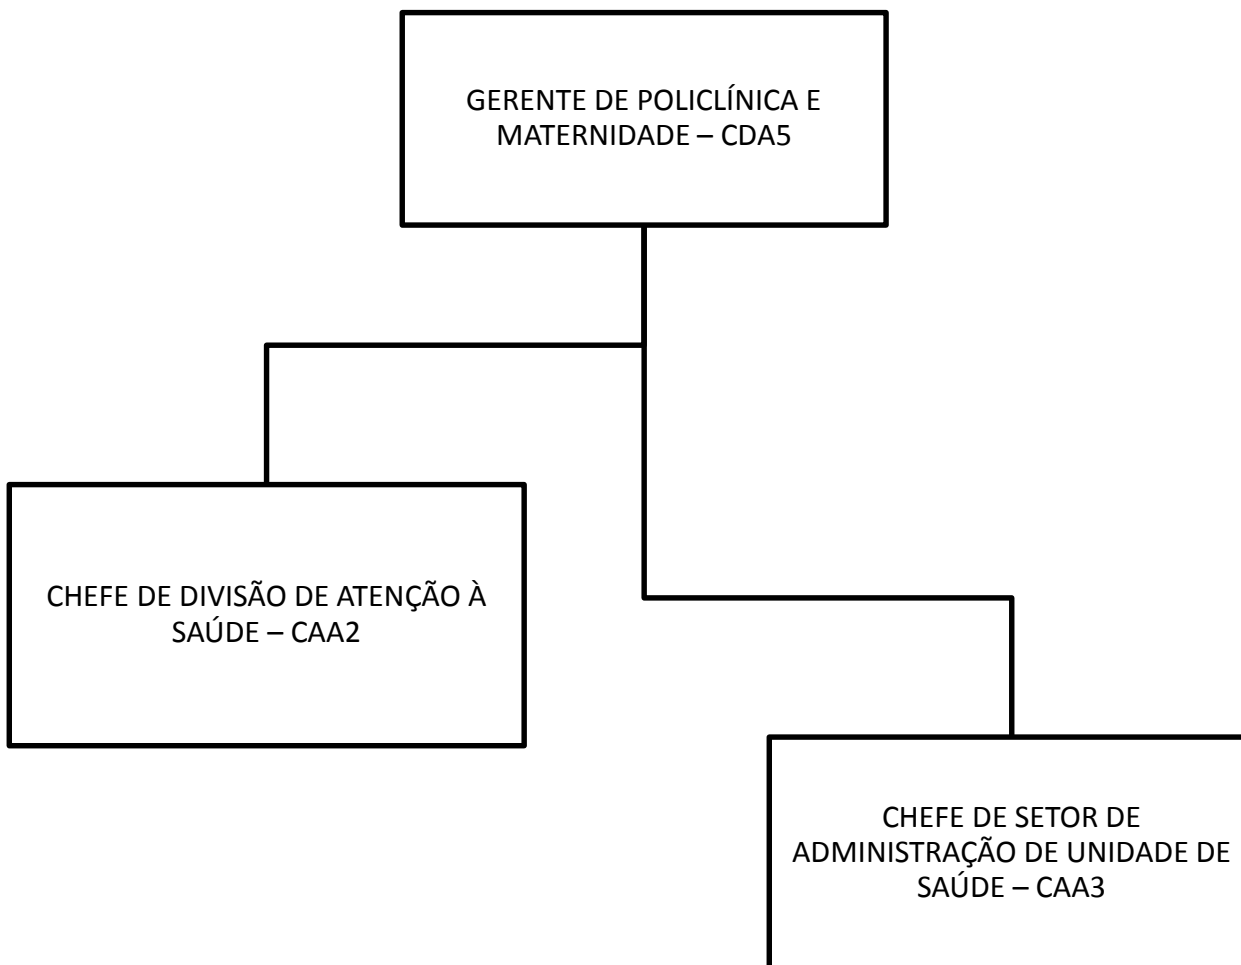 GERENTE DE POLICLÍNICA E
MATERNIDADE – CDA5
CHEFE DE DIVISÃO DE ATENÇÃO À
SAÚDE – CAA2
CHEFE DE SETOR DE
ADMINISTRAÇÃO DE UNIDADE DE
SAÚDE – CAA3